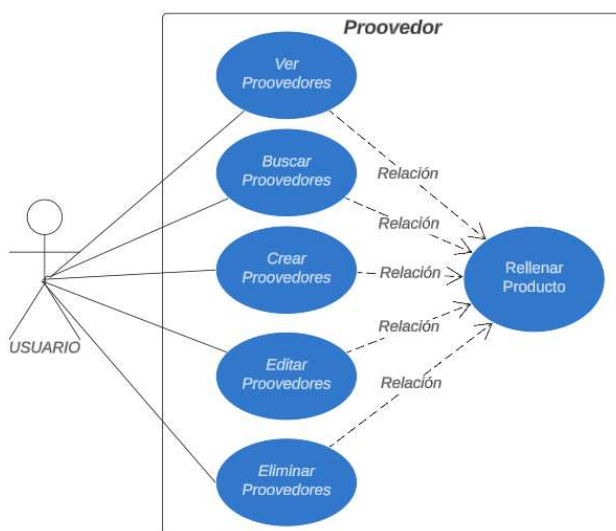 Proovedor
Ver
Proovedores
Buscar
Proovedores
Relación
Relación
Crear
Proovedores
Relación
Rellenar
Producto
USUARIO
Relación
Editar
Proovedores
Relación
Eliminar
Proovedores